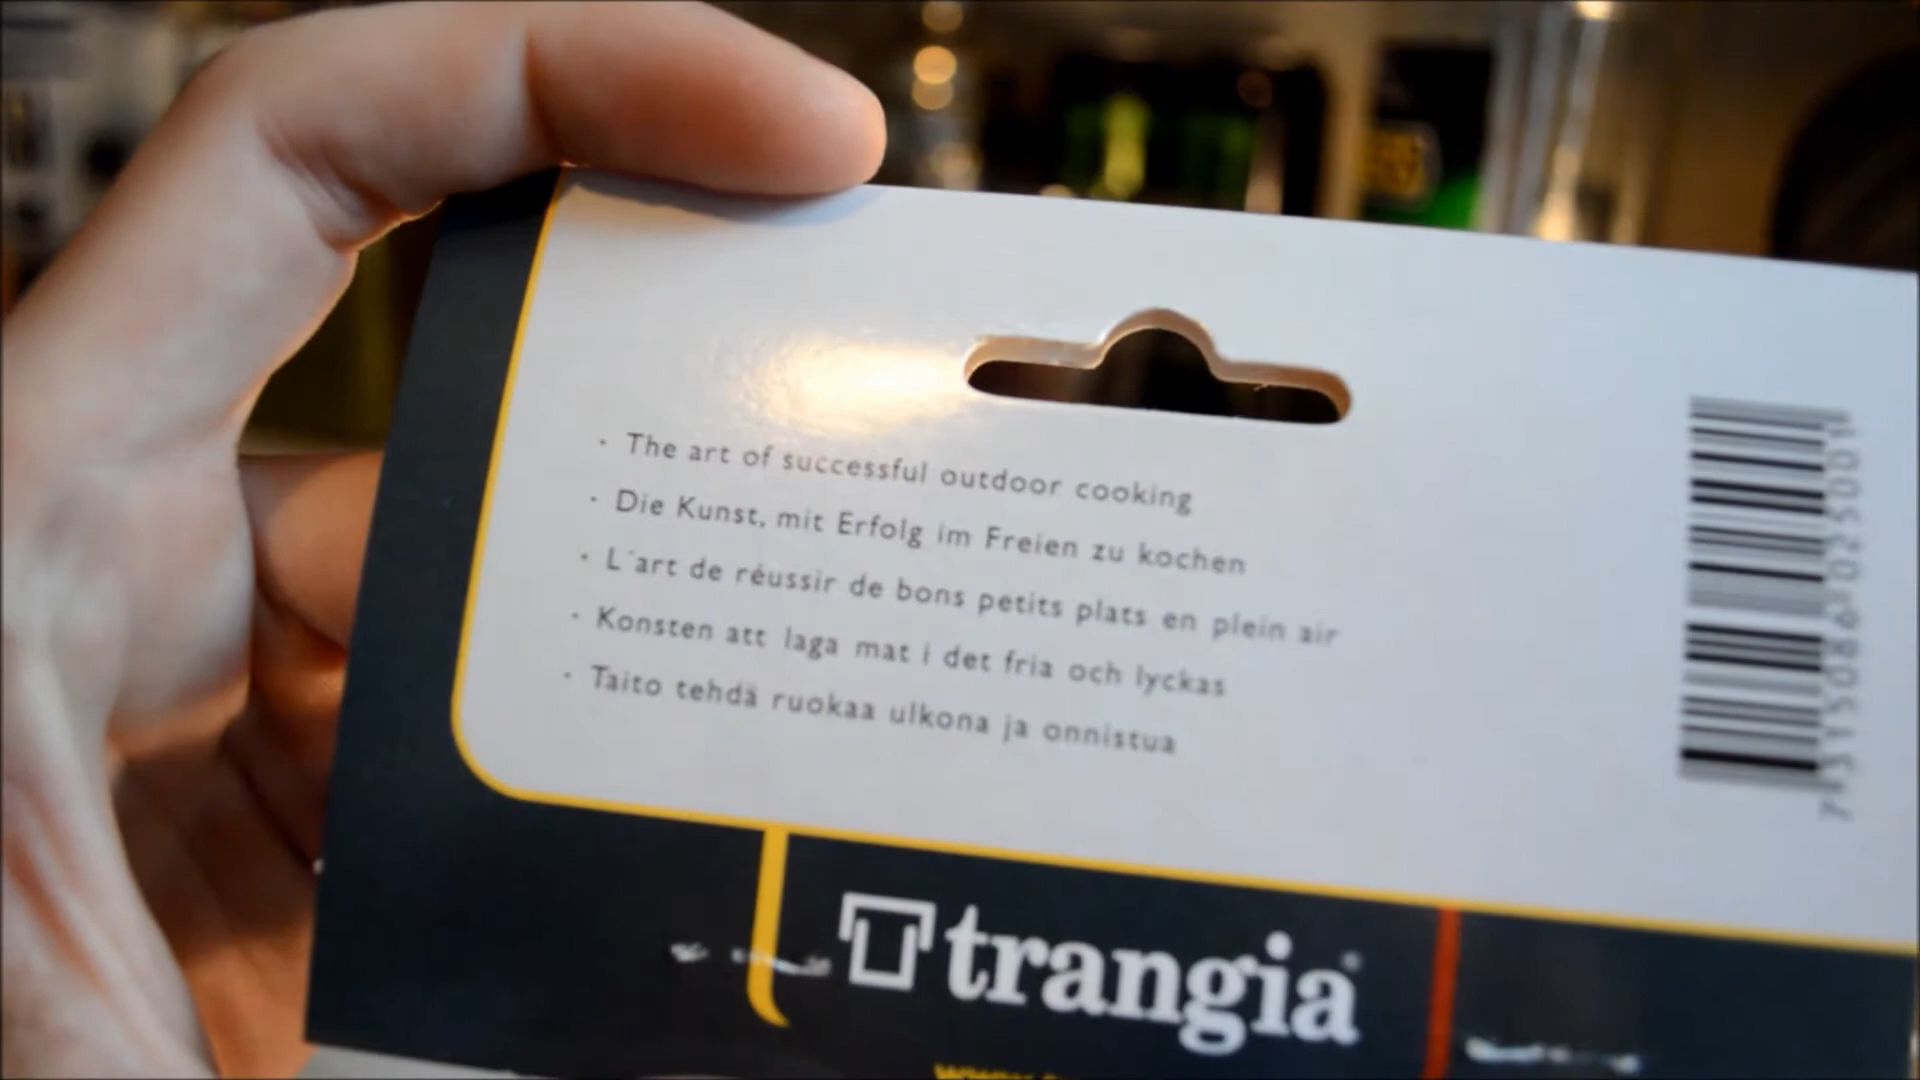 · The art of successful outdoor cooking
· Die Kunst, mit Erfolg im Freien zu kochen
· L´art de réussir de bons petits plats en plein air
· Konsten att laga mat i det fria och lyckas
· Taito tehdä ruokaa ulkona ja onnistua
trangia®